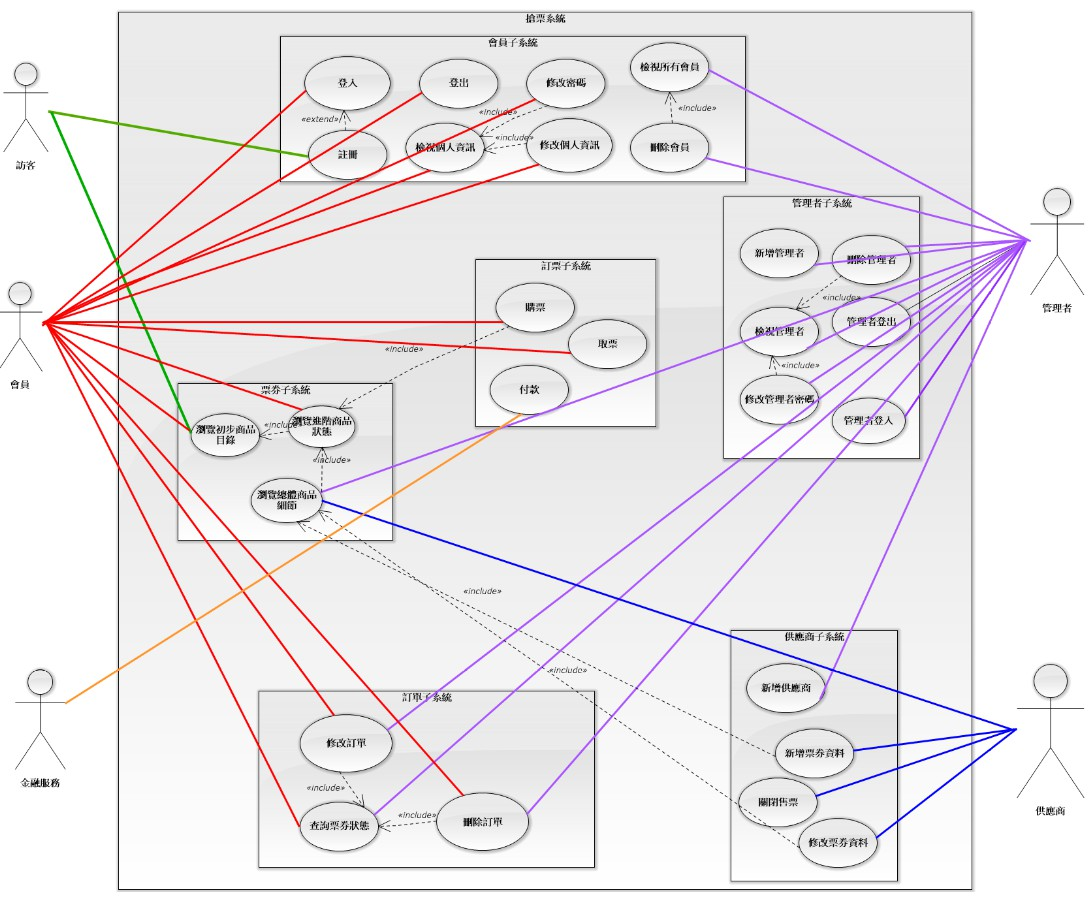 搶票系統
會員子系統
登入
登出
修改密碼
檢視所有會員
«extend»
«include»
«include»
«include»
註冊
檢視個人資訊
修改個人資訊
刪除會員
訪客
管理者子系統
新增管理者
刪除管理者
«include»
檢視管理者
管理者登出
«include»
修改管理者密碼
管理者登入
管理者
訂票子系統
購票
取票
付款
«include»
會員
票券子系統
瀏覽初步商品
目錄
«include»
瀏覽進階商品
狀態
«include»
瀏覽總體商品
細節
«include»
«include»
金融服務
訂單子系統
修改訂單
«include»
查詢票券狀態
«include»
刪除訂單
供應商子系統
新增供應商
新增票券資料
關閉售票
修改票券資料
供應商